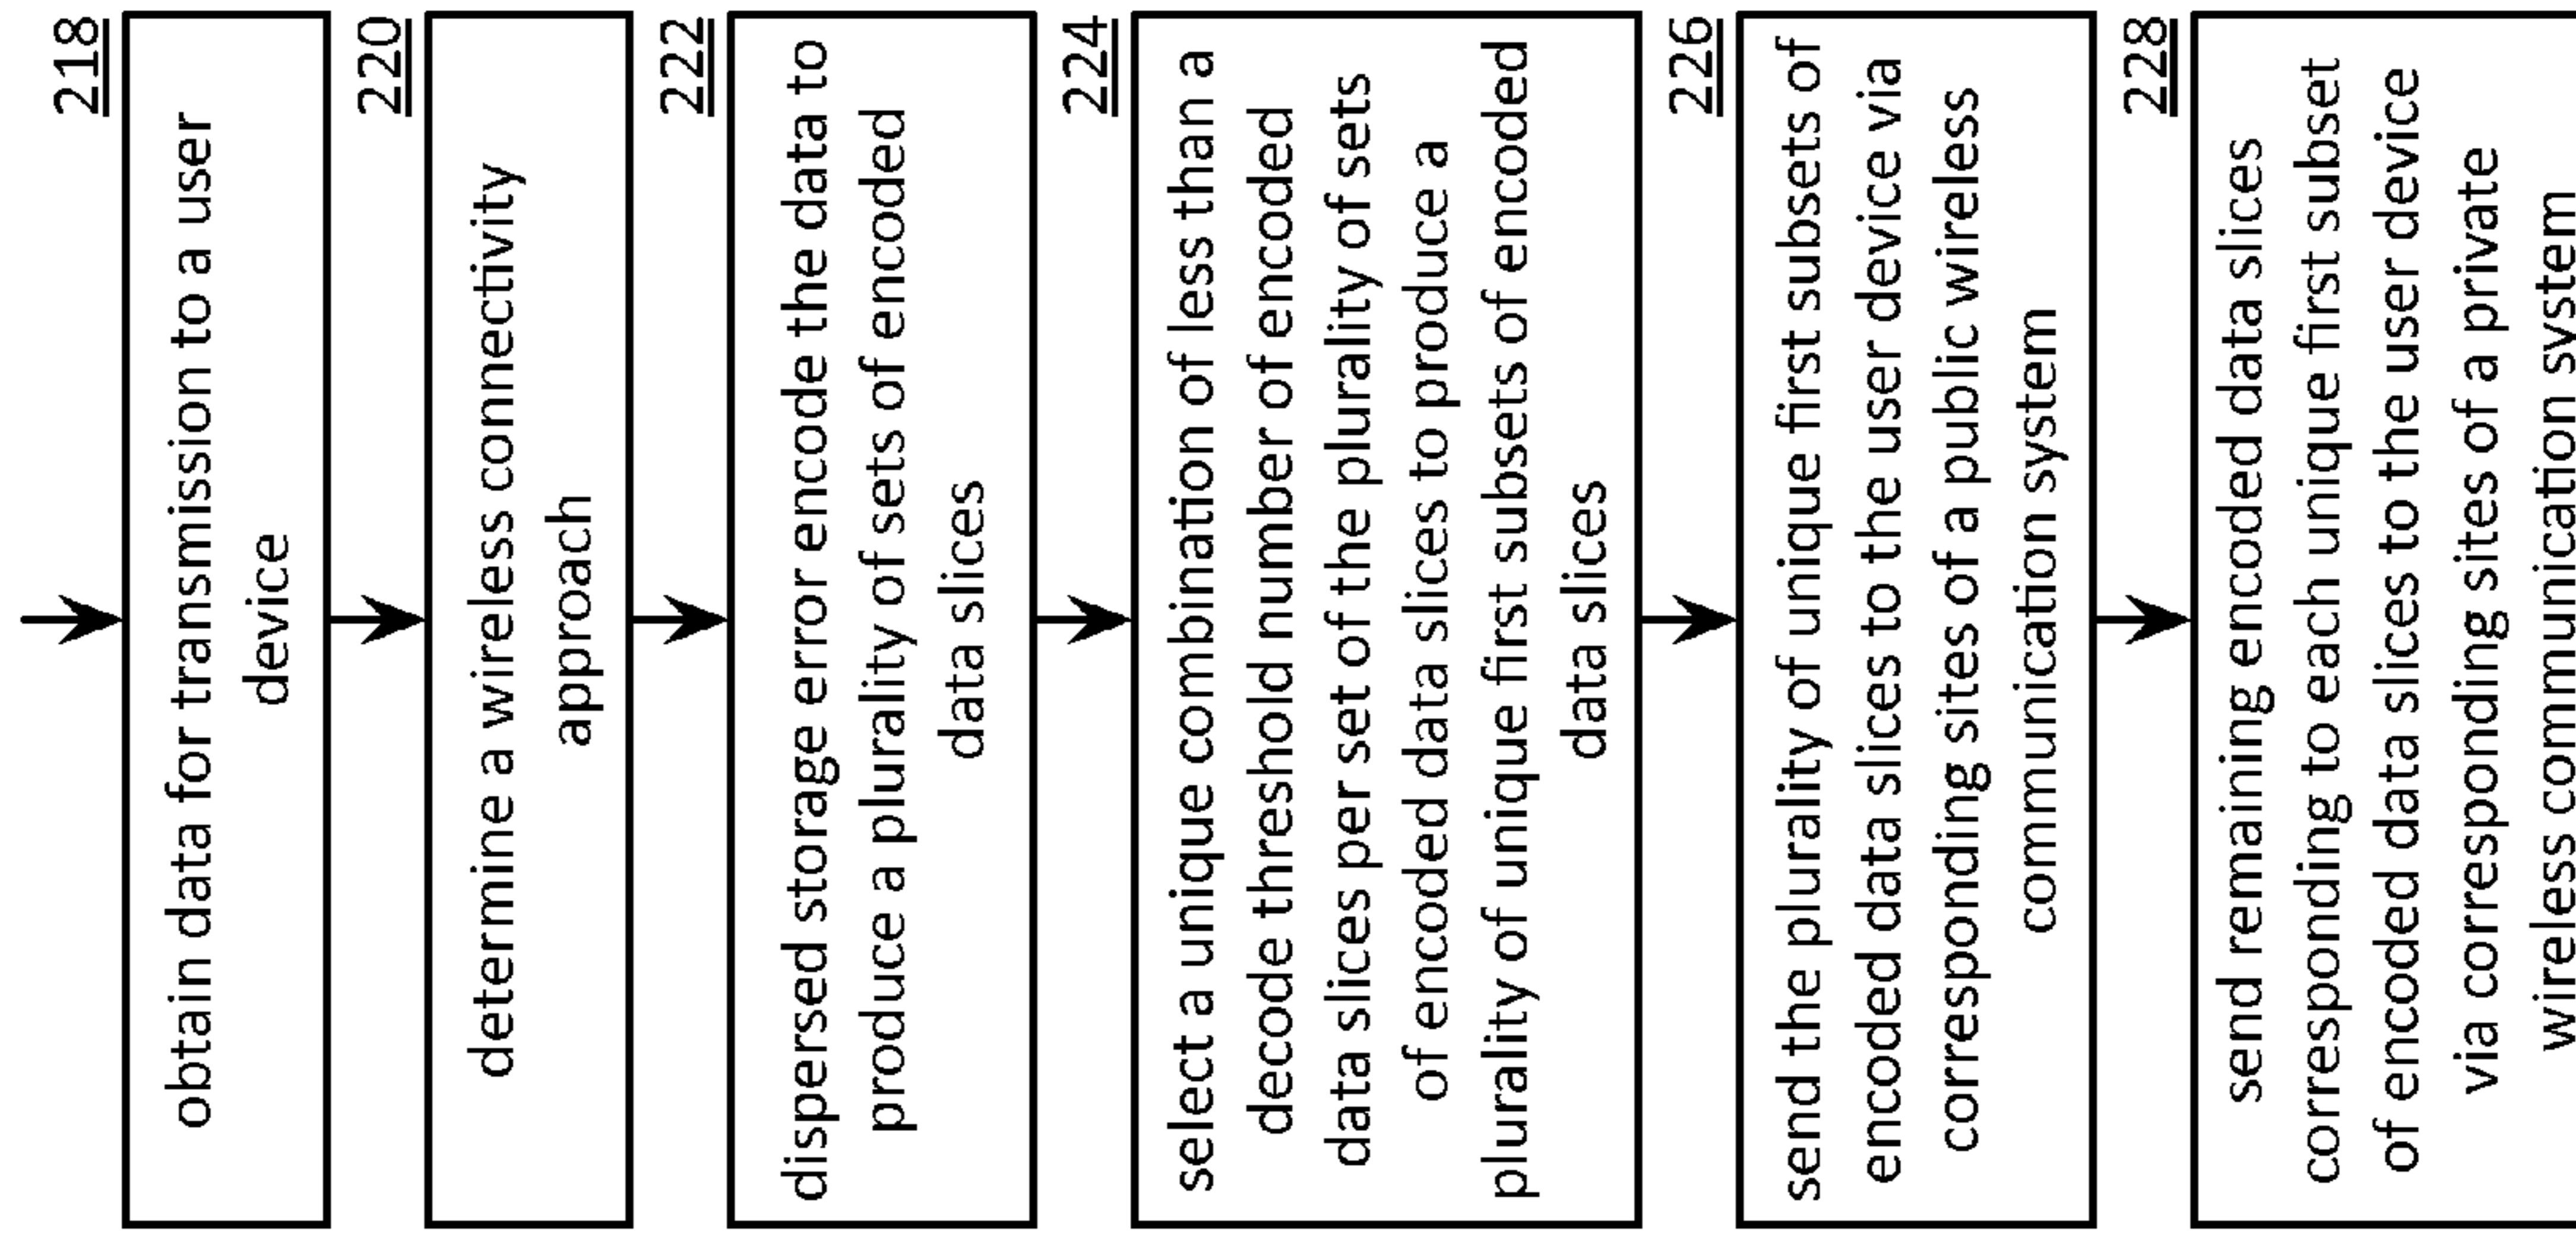 218
obtain data for transmission to a user
device
220
determine a wireless connectivity
approach
222
dispersed storage error encode the data to
produce a plurality of sets of encoded
data slices
224
select a unique combination of less than a
decode threshold number of encoded
data slices per set of the plurality of sets
of encoded data slices to produce a
plurality of unique first subsets of encoded
data slices
226
send the plurality of unique first subsets of
encoded data slices to the user device via
corresponding sites of a public wireless
communication system
228
send remaining encoded data slices
corresponding to each unique first subset
of encoded data slices to the user device
via corresponding sites of a private
wireless communication system